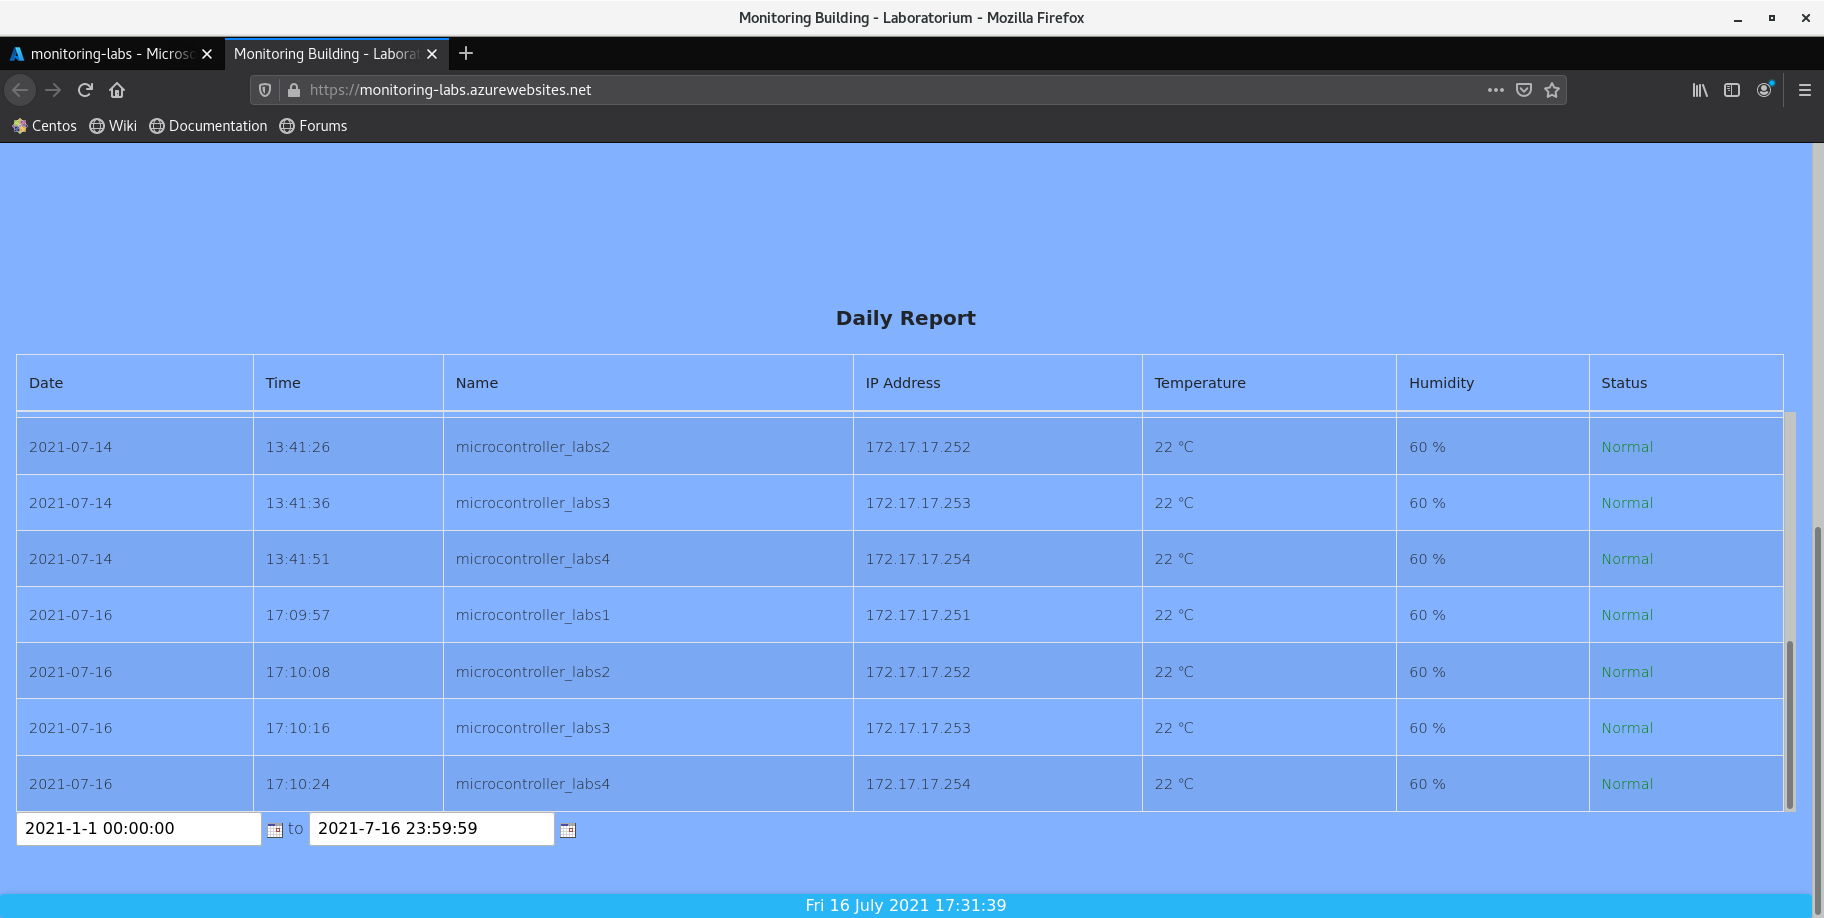 Monitoring Building - Laboratorium - Mozilla Firefox
monitoring-labs - Micros
Monitoring Building - Labora
https://monitoring-labs.azurewebsites.net
Centos Wiki Documentation Forums
Daily Report
Date Time Name IP Address Temperature Humidity Status
2021-07-14 13:41:26 microcontroller_labs2 172.17.17.252 22 °C 60 % Normal
2021-07-14 13:41:36 microcontroller_labs3 172.17.17.253 22 °C 60 % Normal
2021-07-14 13:41:51 microcontroller_labs4 172.17.17.254 22 °C 60 % Normal
2021-07-16 17:09:57 microcontroller_labs1 172.17.17.251 22 °C 60 % Normal
2021-07-16 17:10:08 microcontroller_labs2 172.17.17.252 22 °C 60 % Normal
2021-07-16 17:10:16 microcontroller_labs3 172.17.17.253 22 °C 60 % Normal
2021-07-16 17:10:24 microcontroller_labs4 172.17.17.254 22 °C 60 % Normal
2021-1-1 00:00:00 to 2021-7-16 23:59:59
Fri 16 July 2021 17:31:39